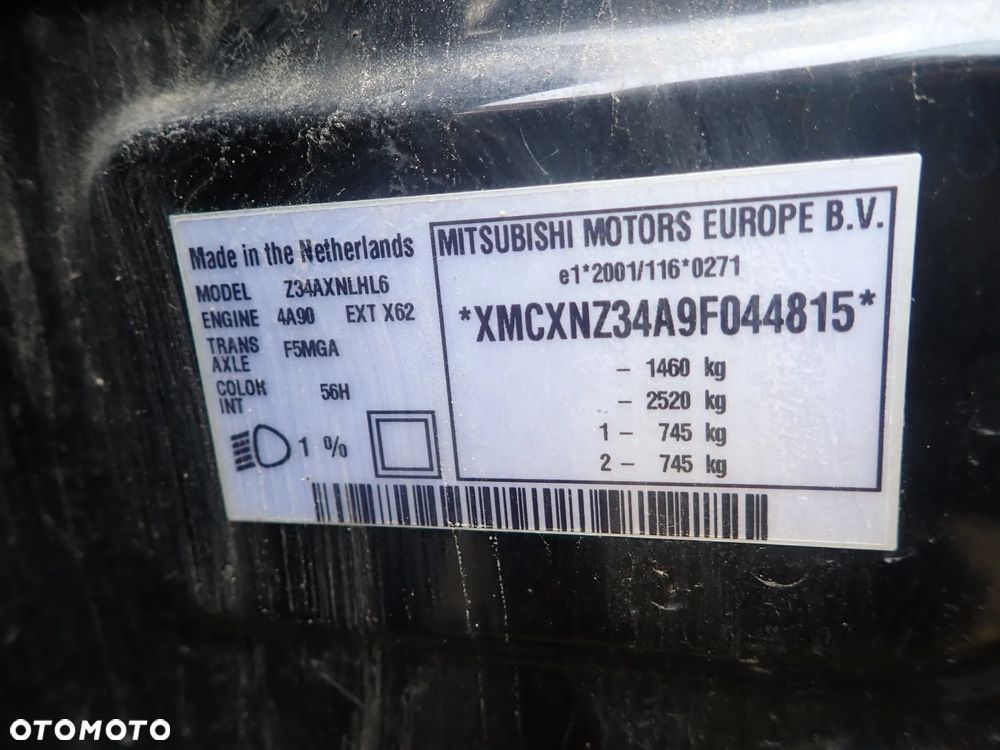 Made in the Netherlands
MODEL Z34AXNLHL6
ENGINE 4A90 EXT X62
TRANS
AXLE F5MGA
COLOR
INT 56H
1 %
MITSUBISHI MOTORS EUROPE B.V.
e1*2001/116*0271
*XMCXNZ34A9F044815*
- 1460 kg
- 2520 kg
1 - 745 kg
2 - 745 kg
OTOMOTO